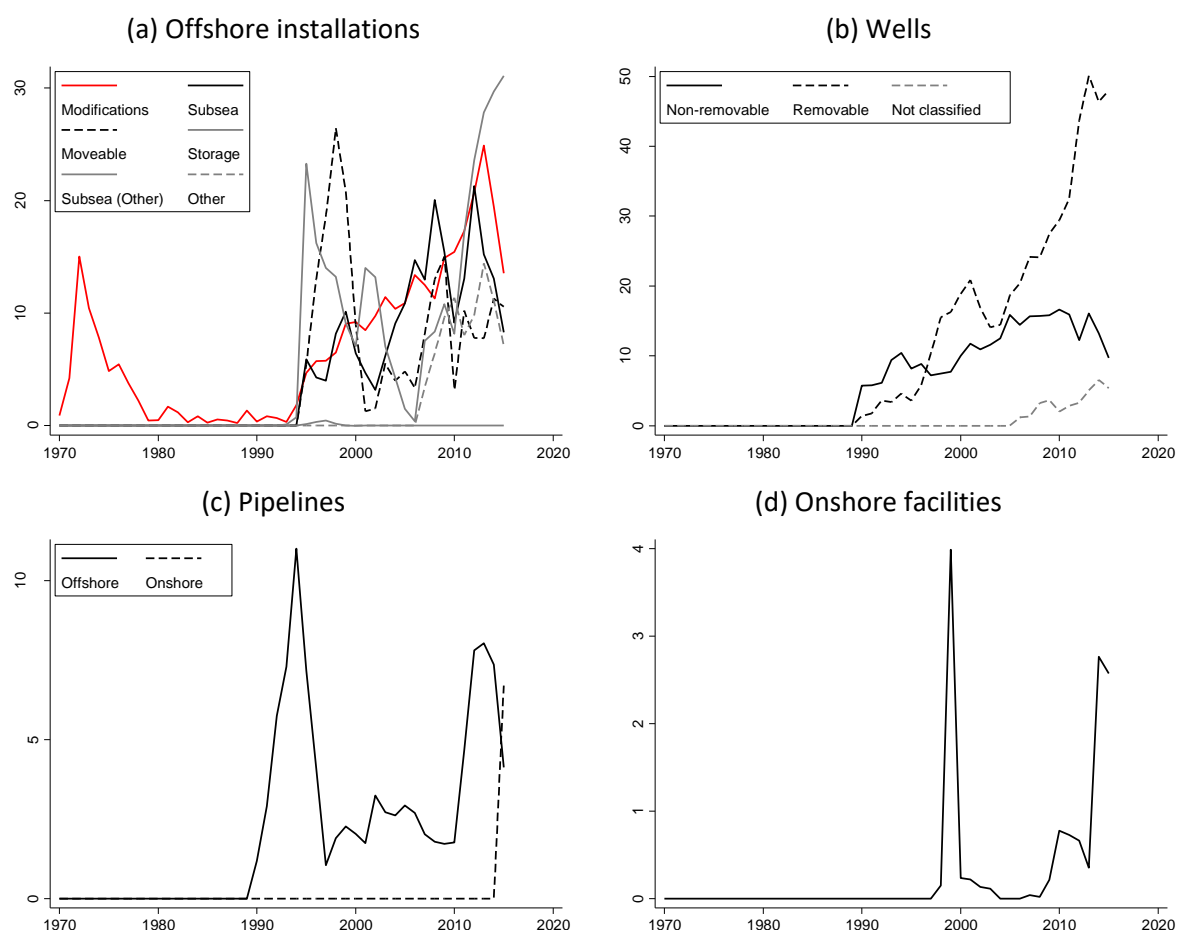 (a) Offshore installations
30
20
10
0
Modifications Subsea
Moveable Storage
Subsea (Other) Other
1970 1980 1990 2000 2010 2020
(b) Wells
50
40
30
20
10
0
Non-removable Removable Not classified
1970 1980 1990 2000 2010 2020
(c) Pipelines
10
5
0
Offshore Onshore
1970 1980 1990 2000 2010 2020
(d) Onshore facilities
4
3
2
1
0
1970 1980 1990 2000 2010 2020